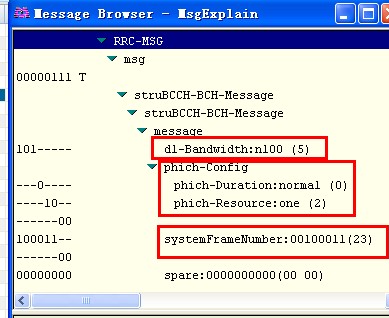 Message Browser - MsgExplain
RRC-MSG
msg
00000111 T
struBCCH-BCH-Message
struBCCH-BCH-Message
message
101----- dl-Bandwidth:n100 (5)
phich-Config
---0---- phich-Duration:normal (0)
----10-- phich-Resource:one (2)
------00
100011-- systemFrameNumber:00100011(23)
------00
00000000 spare:0000000000(00 00)